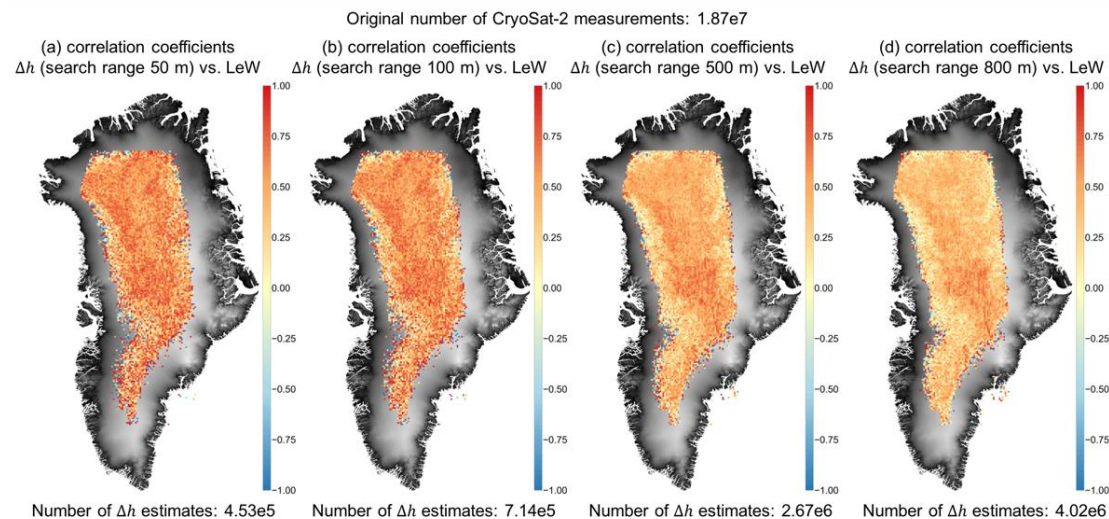 Original number of CryoSat-2 measurements: 1.87e7
(a) correlation coefficients
Δh (search range 50 m) vs. LeW
(b) correlation coefficients
Δh (search range 100 m) vs. LeW
(c) correlation coefficients
Δh (search range 500 m) vs. LeW
(d) correlation coefficients
Δh (search range 800 m) vs. LeW
1.00
0.75
0.50
0.25
0.00
−0.25
−0.50
−0.75
−1.00
1.00
0.75
0.50
0.25
0.00
−0.25
−0.50
−0.75
−1.00
1.00
0.75
0.50
0.25
0.00
−0.25
−0.50
−0.75
−1.00
1.00
0.75
0.50
0.25
0.00
−0.25
−0.50
−0.75
−1.00
Number of Δh estimates: 4.53e5
Number of Δh estimates: 7.14e5
Number of Δh estimates: 2.67e6
Number of Δh estimates: 4.02e6